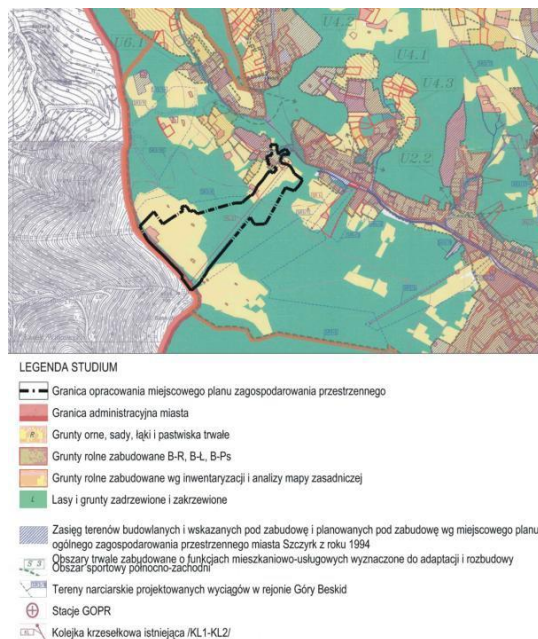 U6.1
U4.2
U4.1
U4.3
U2.2
LEGENDA STUDIUM
Granica opracowania miejscowego planu zagospodarowania przestrzennego
Granica administracyjna miasta
R
Grunty orne, sady, łąki i pastwiska trwałe
Grunty rolne zabudowane B-R, B-Ł, B-Ps
Grunty rolne zabudowane wg inwentaryzacji i analizy mapy zasadniczej
Lasy i grunty zadrzewione i zakrzewione
Zasięg terenów budowlanych i wskazanych pod zabudowę i planowanych pod zabudowę wg miejscowego planu
ogólnego zagospodarowania przestrzennego miasta Szczyrk z roku 1994
Obszary trwale zabudowane o funkcjach mieszkaniowo-usługowych wyznaczone do adaptacji i rozbudowy
Obszar sportowy północno-zachodni
Tereny narciarskie projektowanych wyciągów w rejonie Góry Beskid
Stacje GOPR
Kolejka krzesełkowa istniejąca /KL1-KL2/